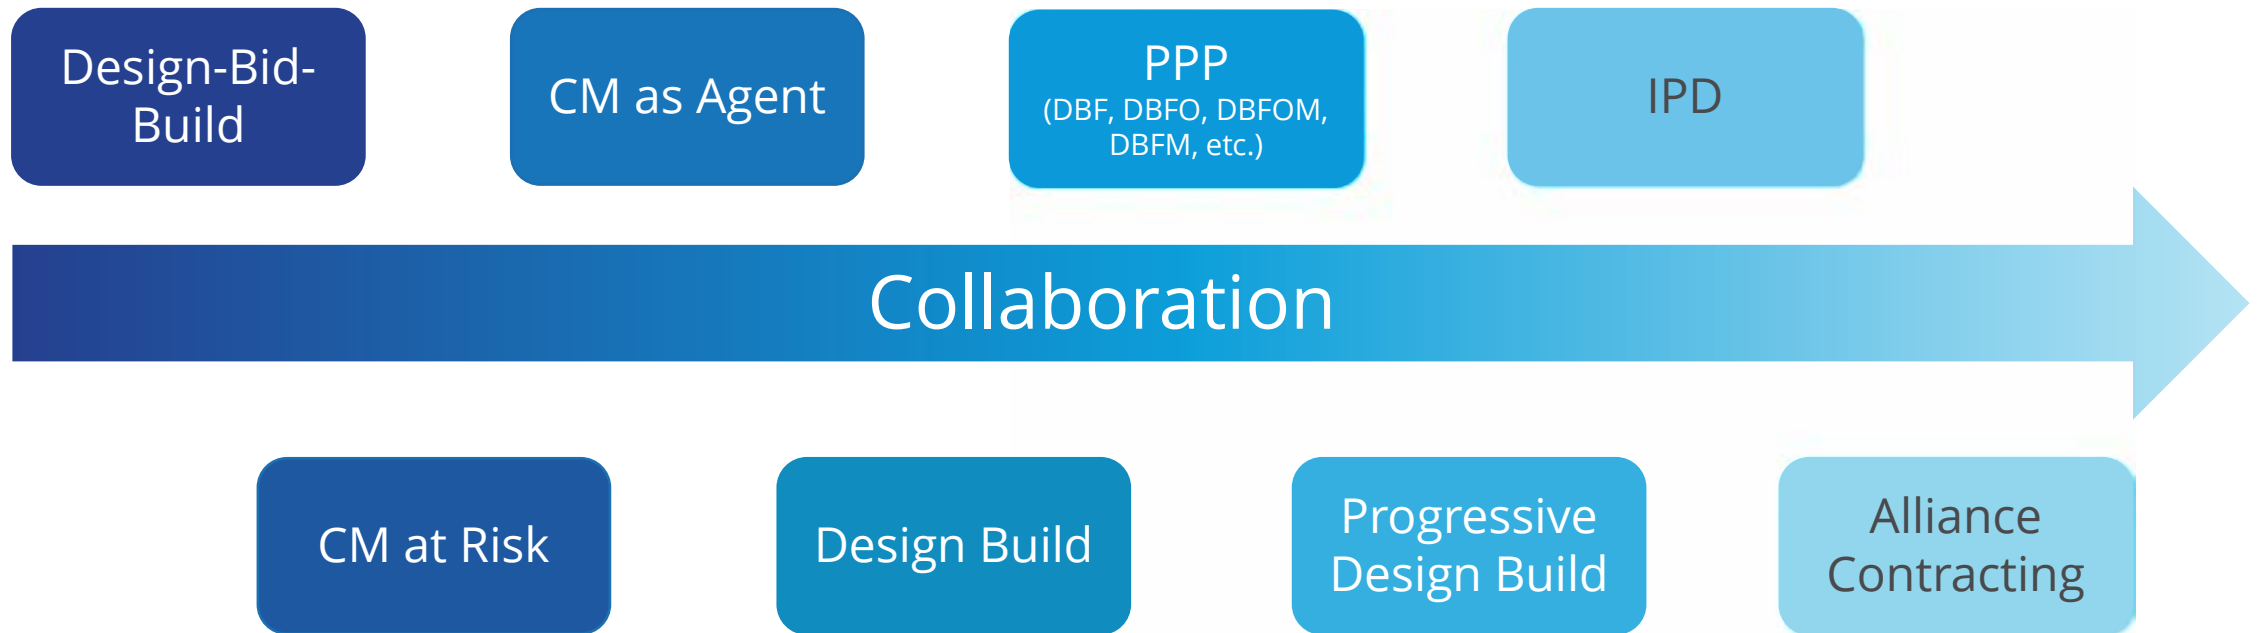 Design-Bid-
Build
CM as Agent
PPP
(DBF, DBFO, DBFOM,
DBFM, etc.)
IPD
Collaboration
CM at Risk
Design Build
Progressive
Design Build
Alliance
Contracting